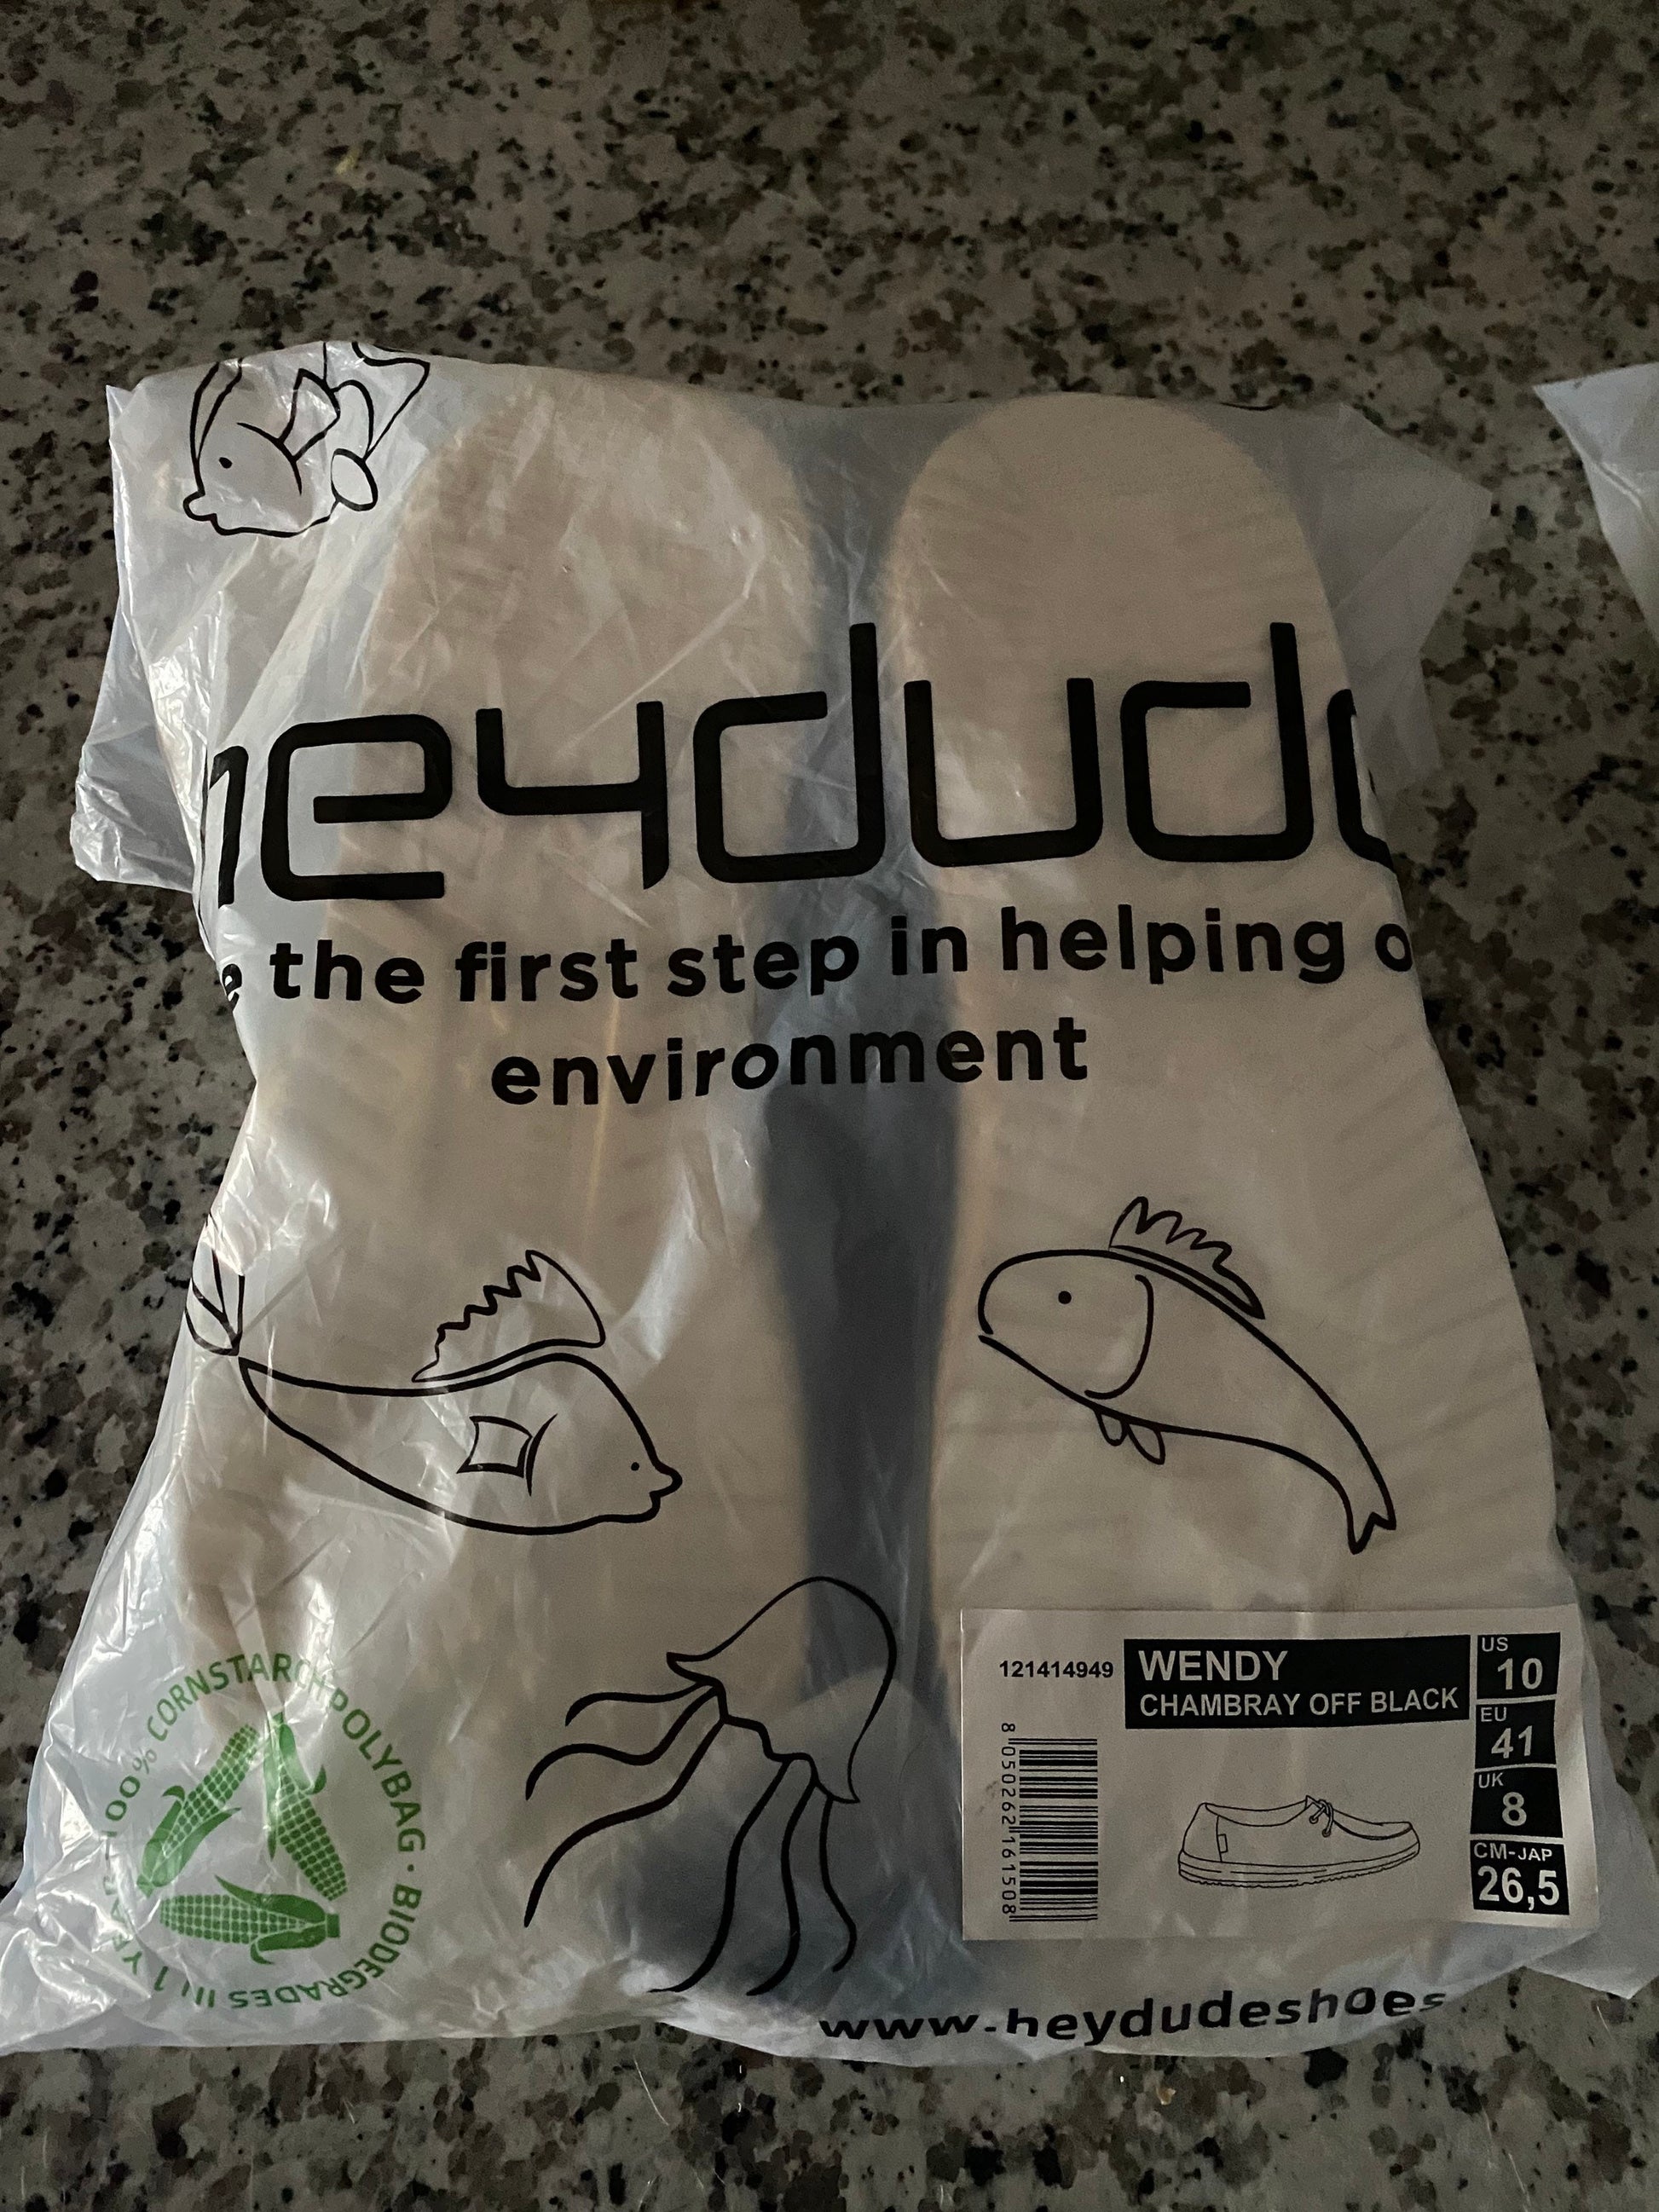 heydude
the first step in helping
environment
100% CORNSTARCH POLYBAG · BIODEGRADES IN 1 YEAR
121414949
WENDY
CHAMBRAY OFF BLACK
US
10
EU
41
UK
8
CM-JAP
26,5
8 050262 161508
www.heydudeshoes